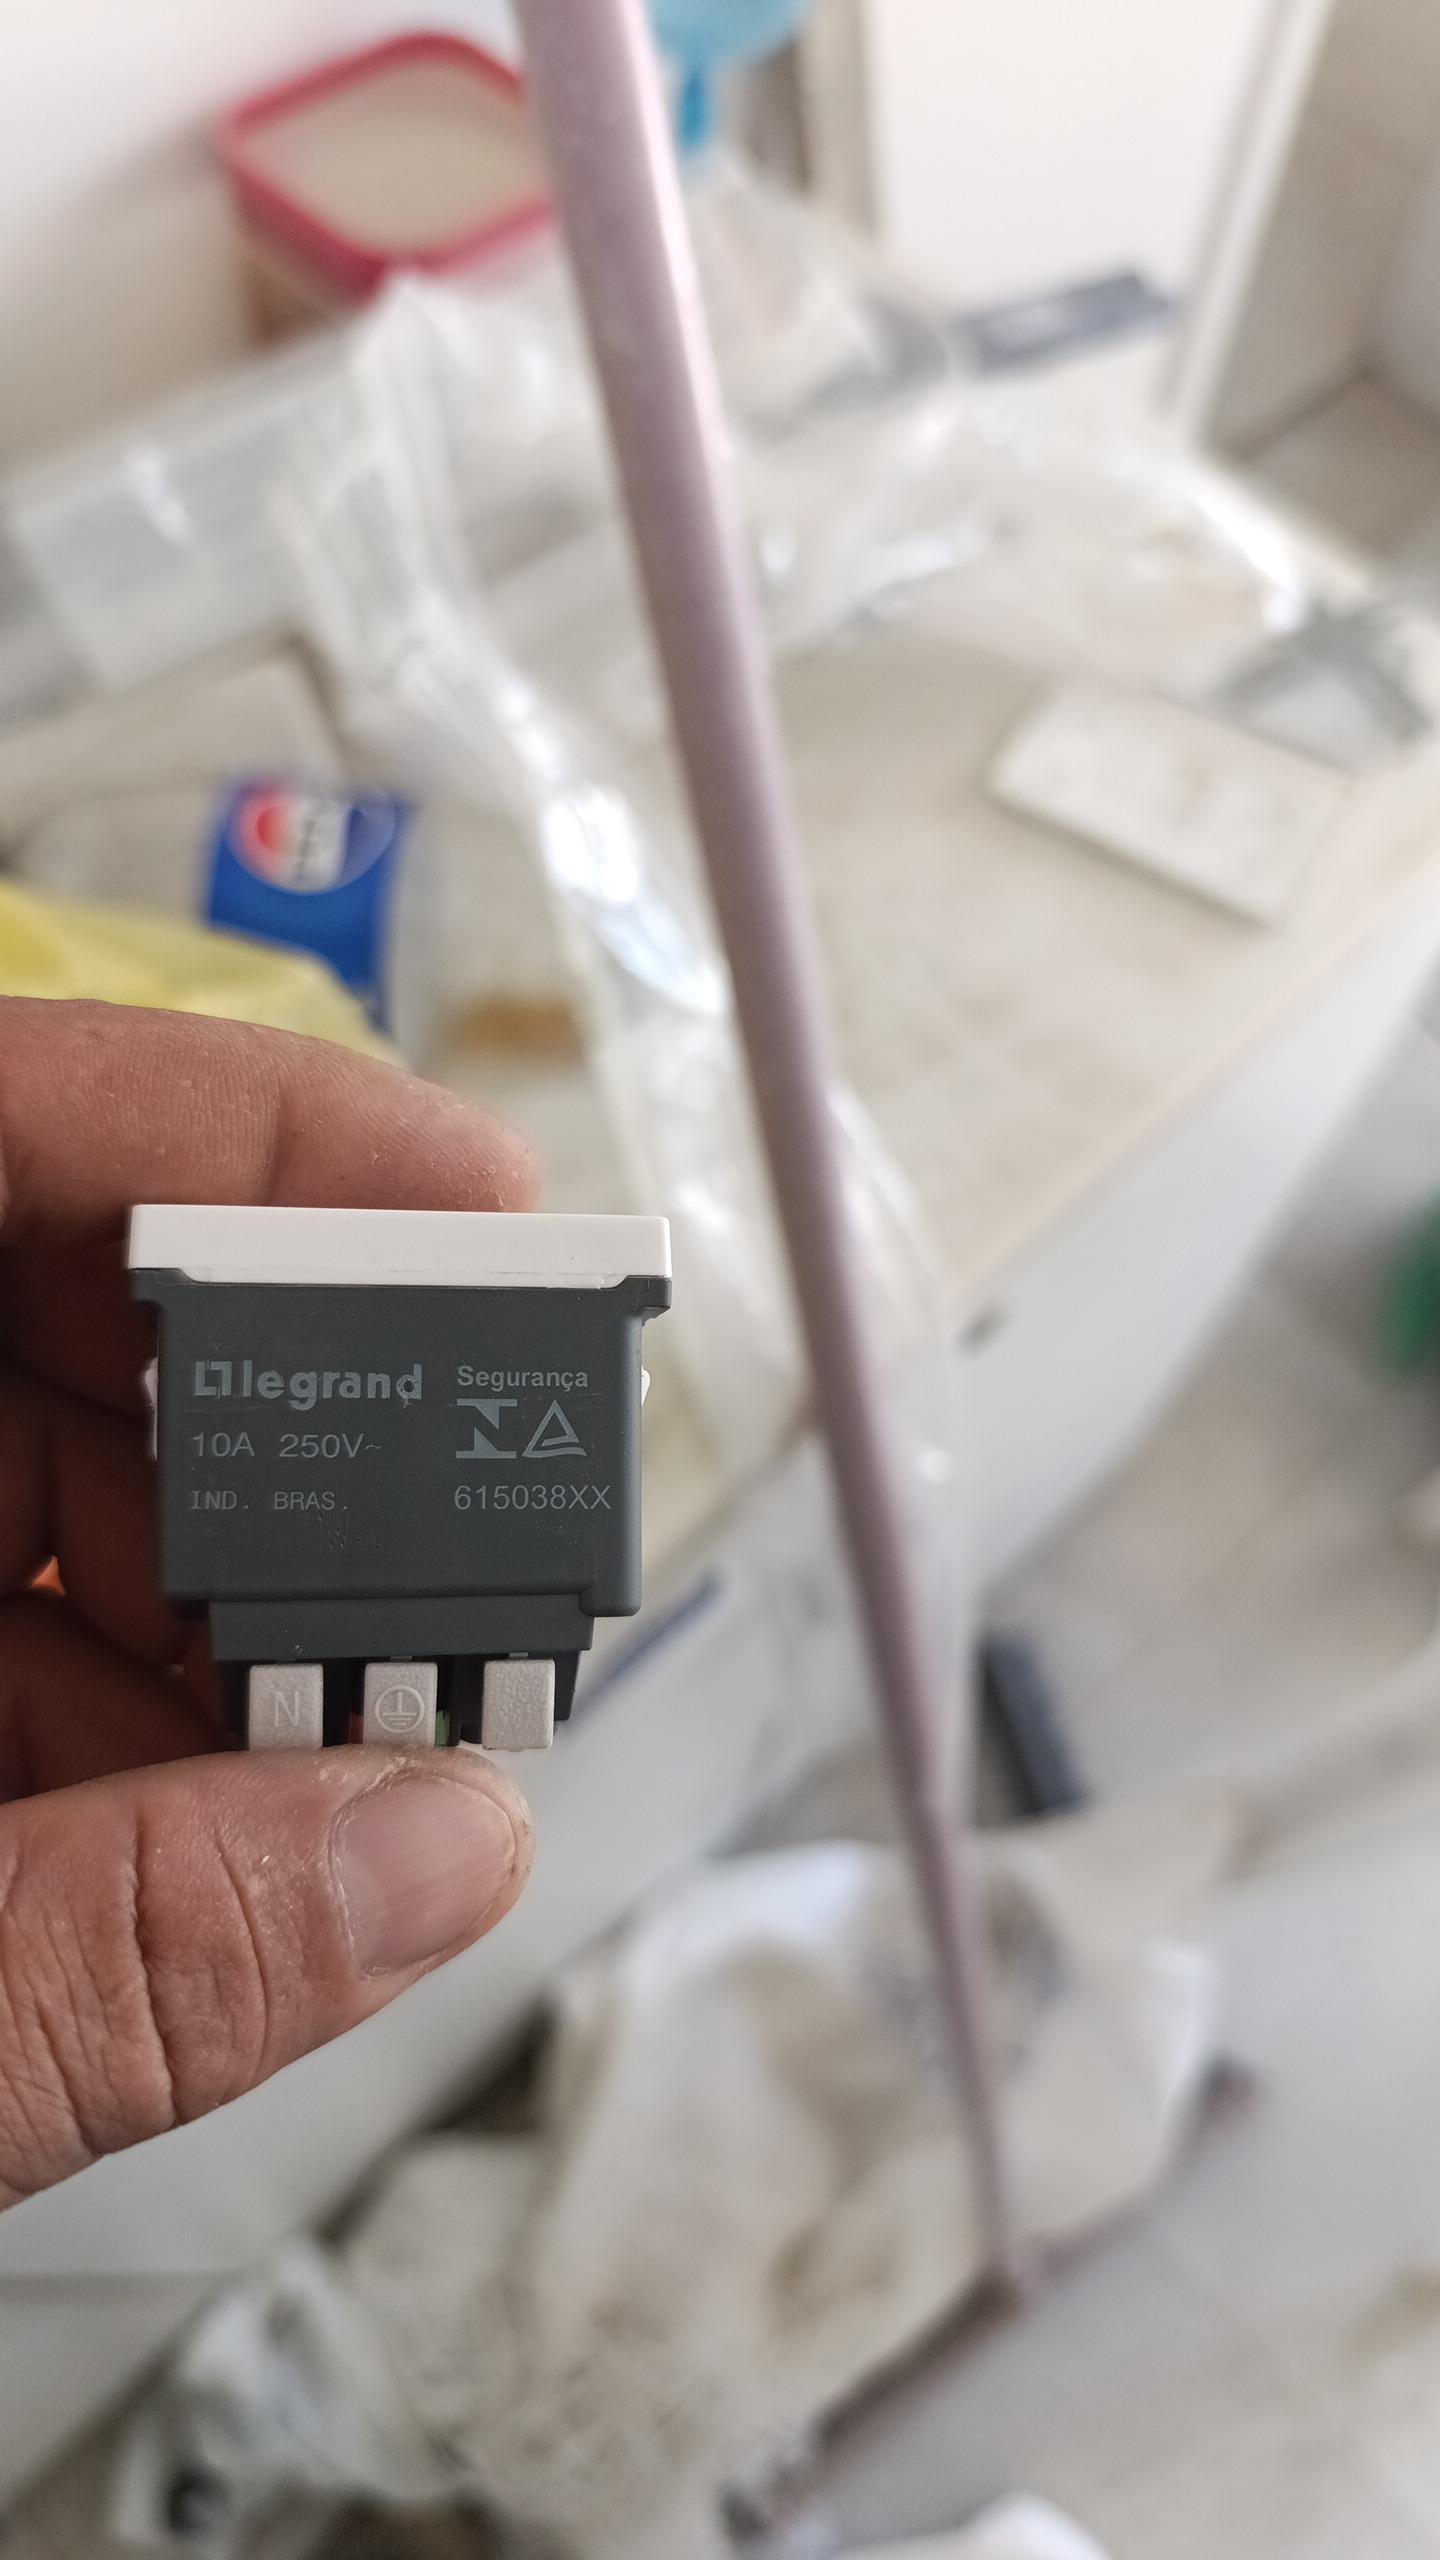 legrand
Segurança
10A 250V~
IND. BRAS.
615038XX
N